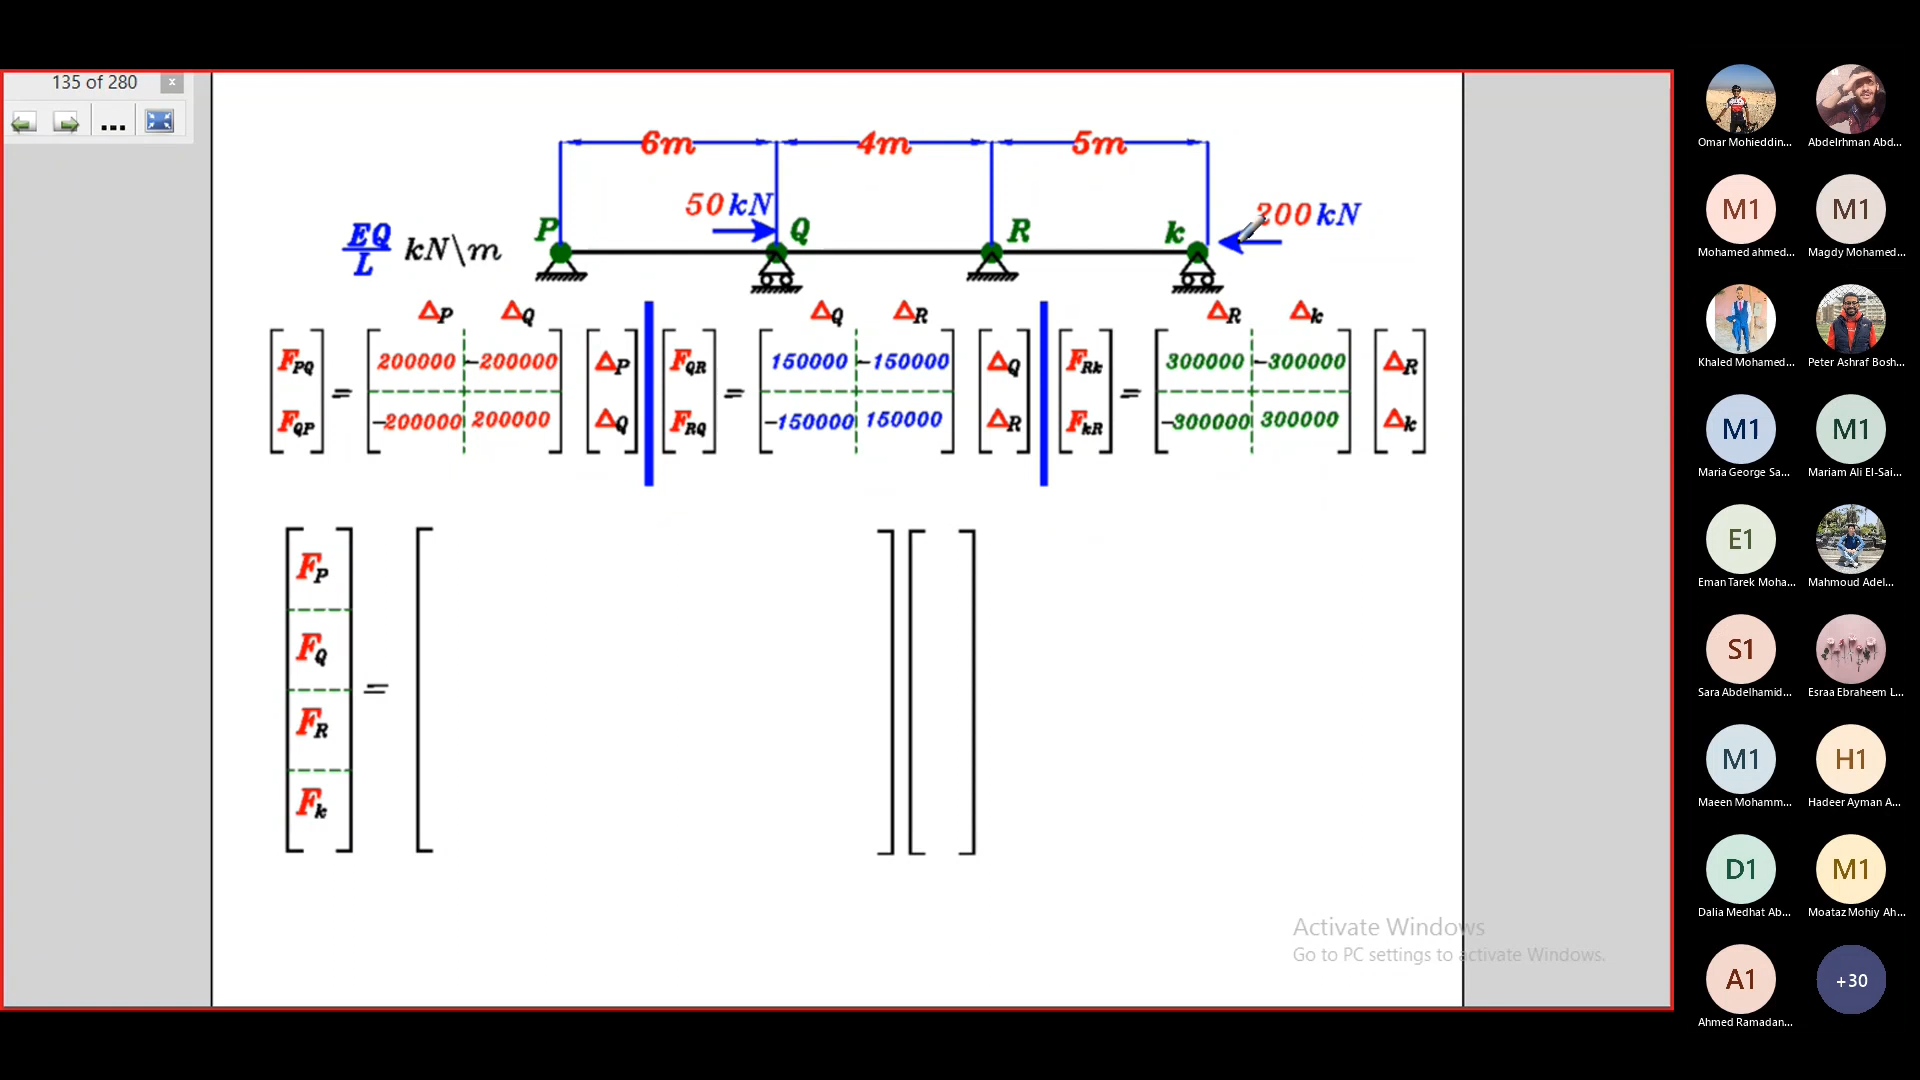 135 of 280
x
...
6m 4m 5m
50 kN
200 kN
P Q R k
EQ/L kN\m
ΔP ΔQ ΔQ ΔR ΔR Δk
FPQ 200000 -200000 ΔP FQR 150000 -150000 ΔQ FRk 300000 -300000 ΔR
= = =
FQP -200000 200000 ΔQ FRQ -150000 150000 ΔR FkR -300000 300000 Δk
FP
FQ
=
FR
Fk
Activate Windows
Go to PC settings to activate Windows.
Omar Mohieddin...
Abdelrhman Abd...
M1
Mohamed ahmed...
M1
Magdy Mohamed...
Khaled Mohamed...
Peter Ashraf Bosh...
M1
Maria George Sa...
M1
Mariam Ali El-Sai...
E1
Eman Tarek Moha...
Mahmoud Adel...
S1
Sara Abdelhamid...
Esraa Ebraheem L...
M1
Maeen Mohamm...
H1
Hadeer Ayman A...
D1
Dalia Medhat Ab...
M1
Moataz Mohiy Ah...
A1
Ahmed Ramadan...
+30